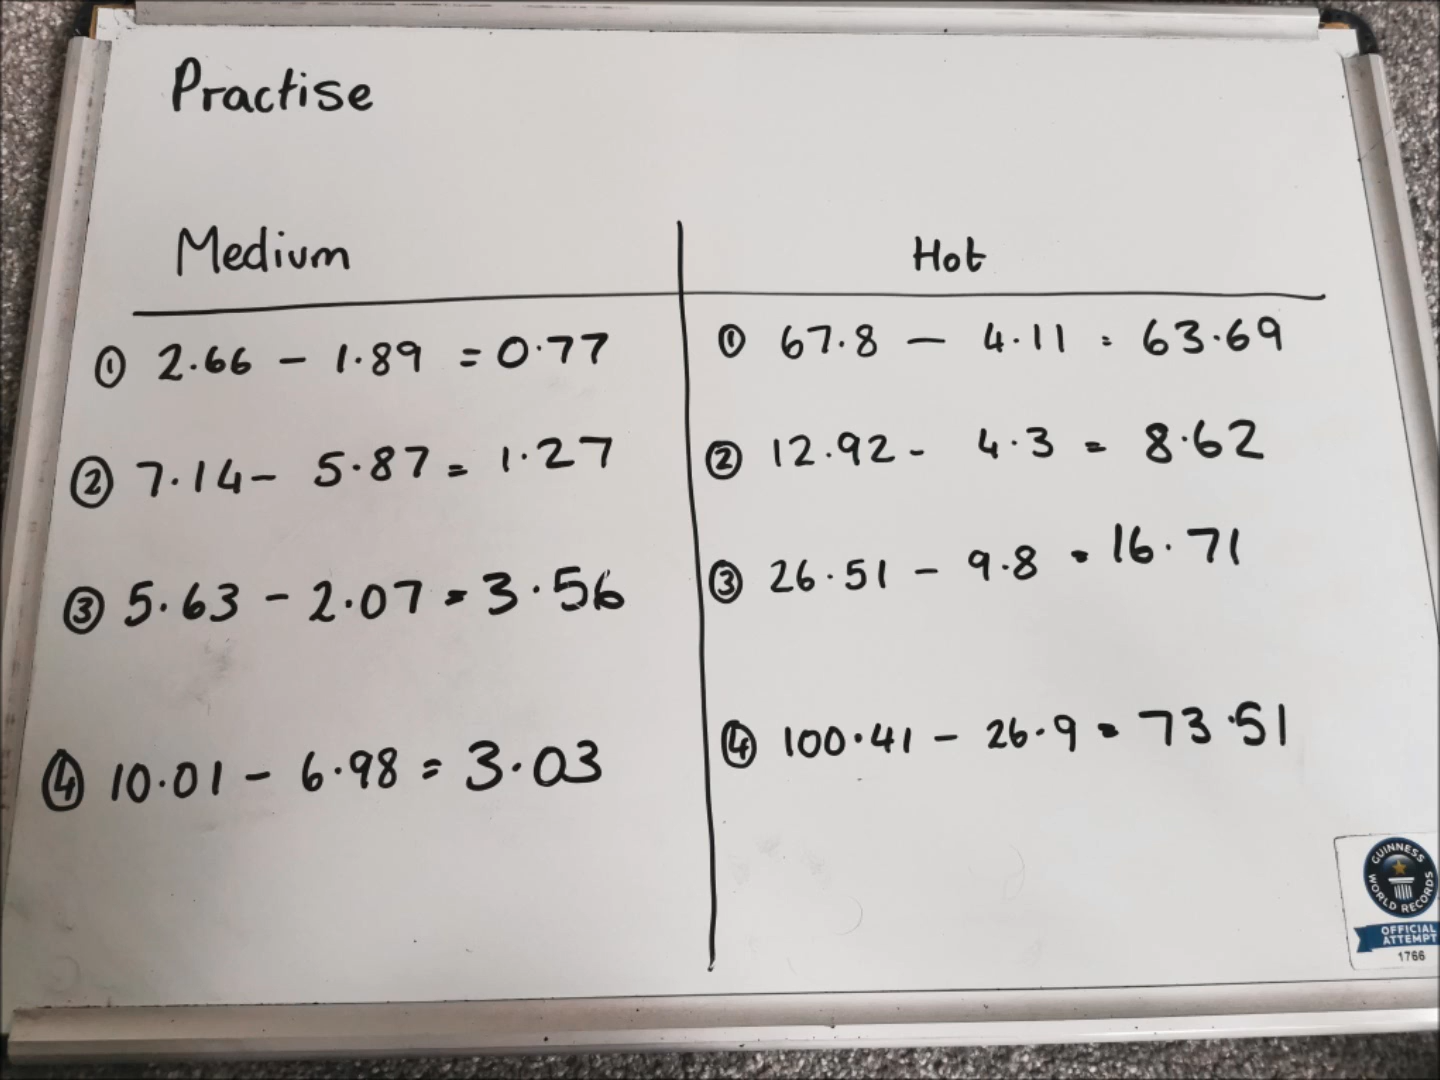 Practise
Medium
① 2.66 - 1.89 = 0.77
② 7.14 - 5.87 = 1.27
③ 5.63 - 2.07 = 3.56
④ 10.01 - 6.98 = 3.03
Hot
① 67.8 - 4.11 = 63.69
② 12.92 - 4.3 = 8.62
③ 26.51 - 9.8 = 16.71
④ 100.41 - 26.9 = 73.51
GUINNESS
WORLD RECORDS
OFFICIAL
ATTEMPT
1766